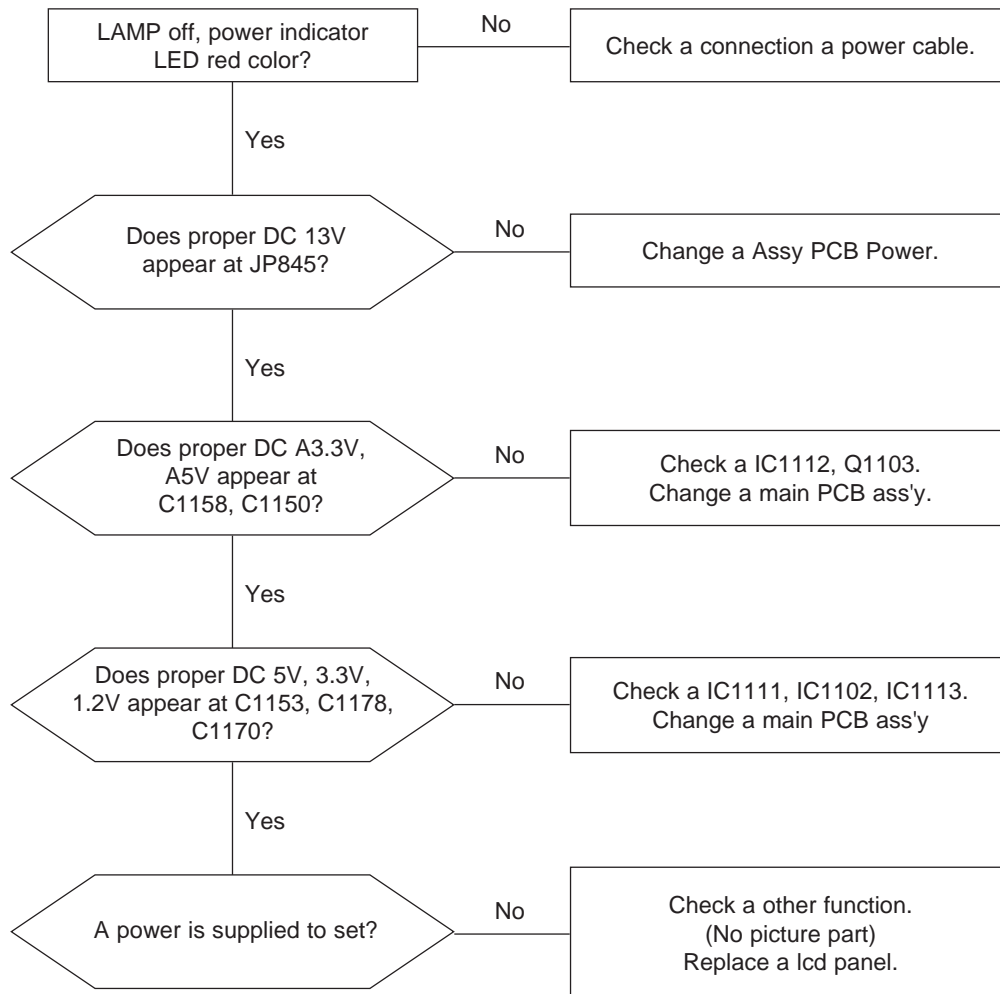 LAMP off, power indicator
LED red color?
No
Check a connection a power cable.
Yes
Does proper DC 13V
appear at JP845?
No
Change a Assy PCB Power.
Yes
Does proper DC A3.3V,
A5V appear at
C1158, C1150?
No
Check a IC1112, Q1103.
Change a main PCB ass'y.
Yes
Does proper DC 5V, 3.3V,
1.2V appear at C1153, C1178,
C1170?
No
Check a IC1111, IC1102, IC1113.
Change a main PCB ass'y
Yes
A power is supplied to set?
No
Check a other function.
(No picture part)
Replace a lcd panel.